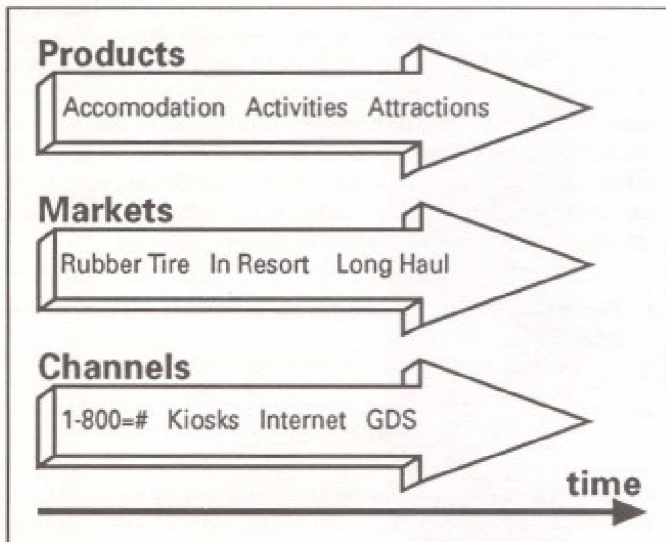 Products
Accomodation Activities Attractions
Markets
Rubber Tire In Resort Long Haul
Channels
1-800=# Kiosks Internet GDS
time